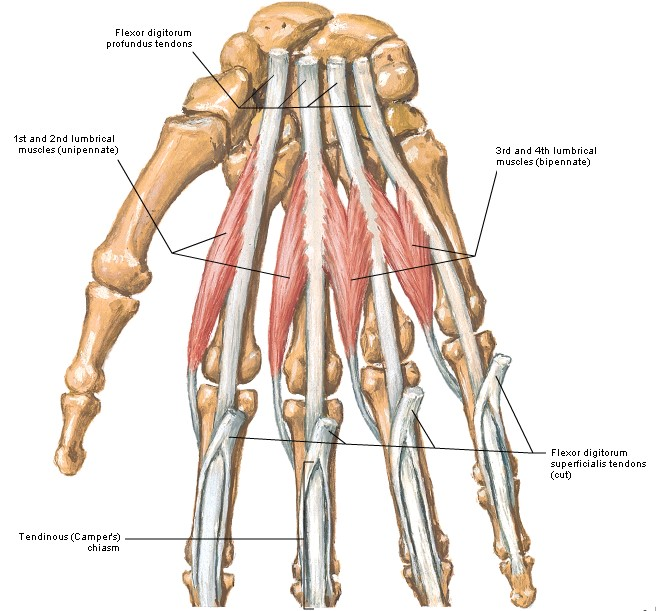 Flexor digitorum
profundus tendons
1st and 2nd lumbrical
muscles (unipennate)
3rd and 4th lumbrical
muscles (bipennate)
Flexor digitorum
superficialis tendons
(cut)
Tendinous (Camper's)
chiasm